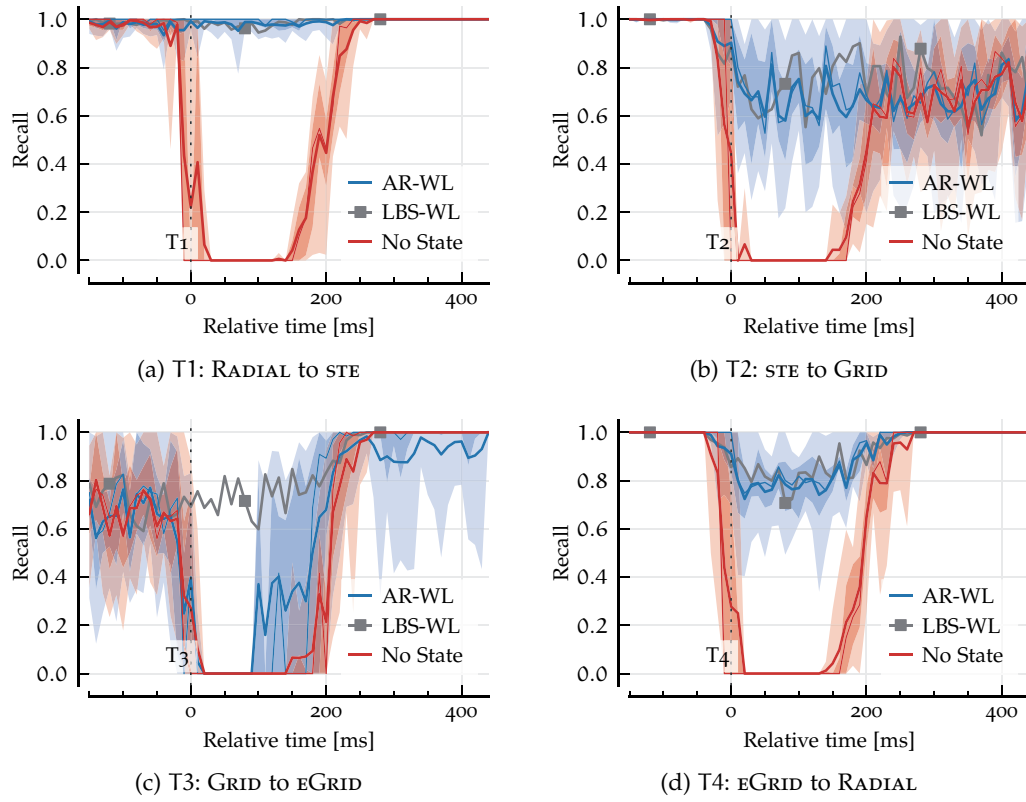 1.0
0.8
0.6
0.4
0.2
0.0
Recall
T1
AR-WL
LBS-WL
No State
0 200 400
Relative time [ms]
(a) T1: Radial to STE
1.0
0.8
0.6
0.4
0.2
0.0
Recall
T2
AR-WL
LBS-WL
No State
0 200 400
Relative time [ms]
(b) T2: STE to Grid
1.0
0.8
0.6
0.4
0.2
0.0
Recall
T3
AR-WL
LBS-WL
No State
0 200 400
Relative time [ms]
(c) T3: Grid to eGrid
1.0
0.8
0.6
0.4
0.2
0.0
Recall
T4
AR-WL
LBS-WL
No State
0 200 400
Relative time [ms]
(d) T4: eGrid to Radial